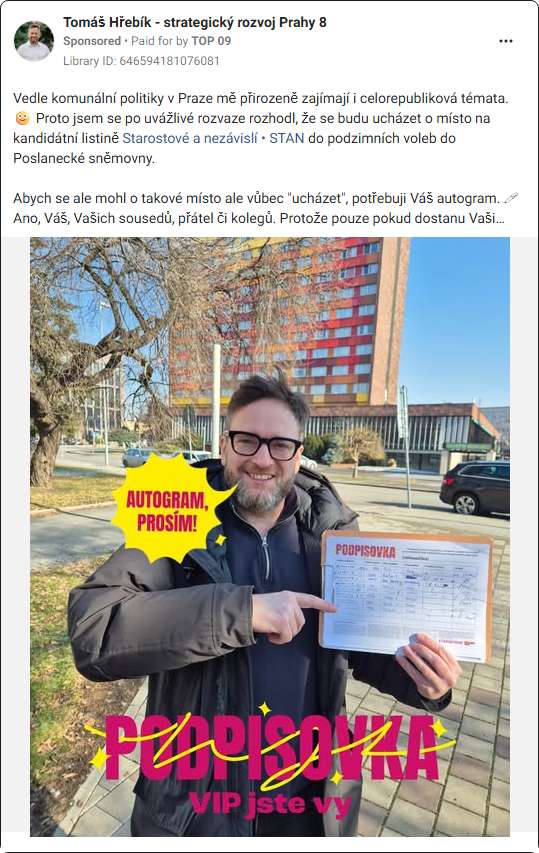 Tomáš Hřebík - strategický rozvoj Prahy 8
Sponsored • Paid for by TOP 09
Library ID: 646594181076081
Vedle komunální politiky v Praze mě přirozeně zajímají i celorepubliková témata.
😉 Proto jsem se po uvážlivé rozvaze rozhodl, že se budu ucházet o místo na
kandidátní listině Starostové a nezávislí • STAN do podzimních voleb do
Poslanecké sněmovny.
Abych se ale mohl o takové místo ale vůbec "ucházet", potřebuji Váš autogram. 🖋
Ano, Váš, Vašich sousedů, přátel či kolegů. Protože pouze pokud dostanu Vaši...
AUTOGRAM,
PROSÍM!
PODPISOVKA
PODPISOVKA
VIP jste vy